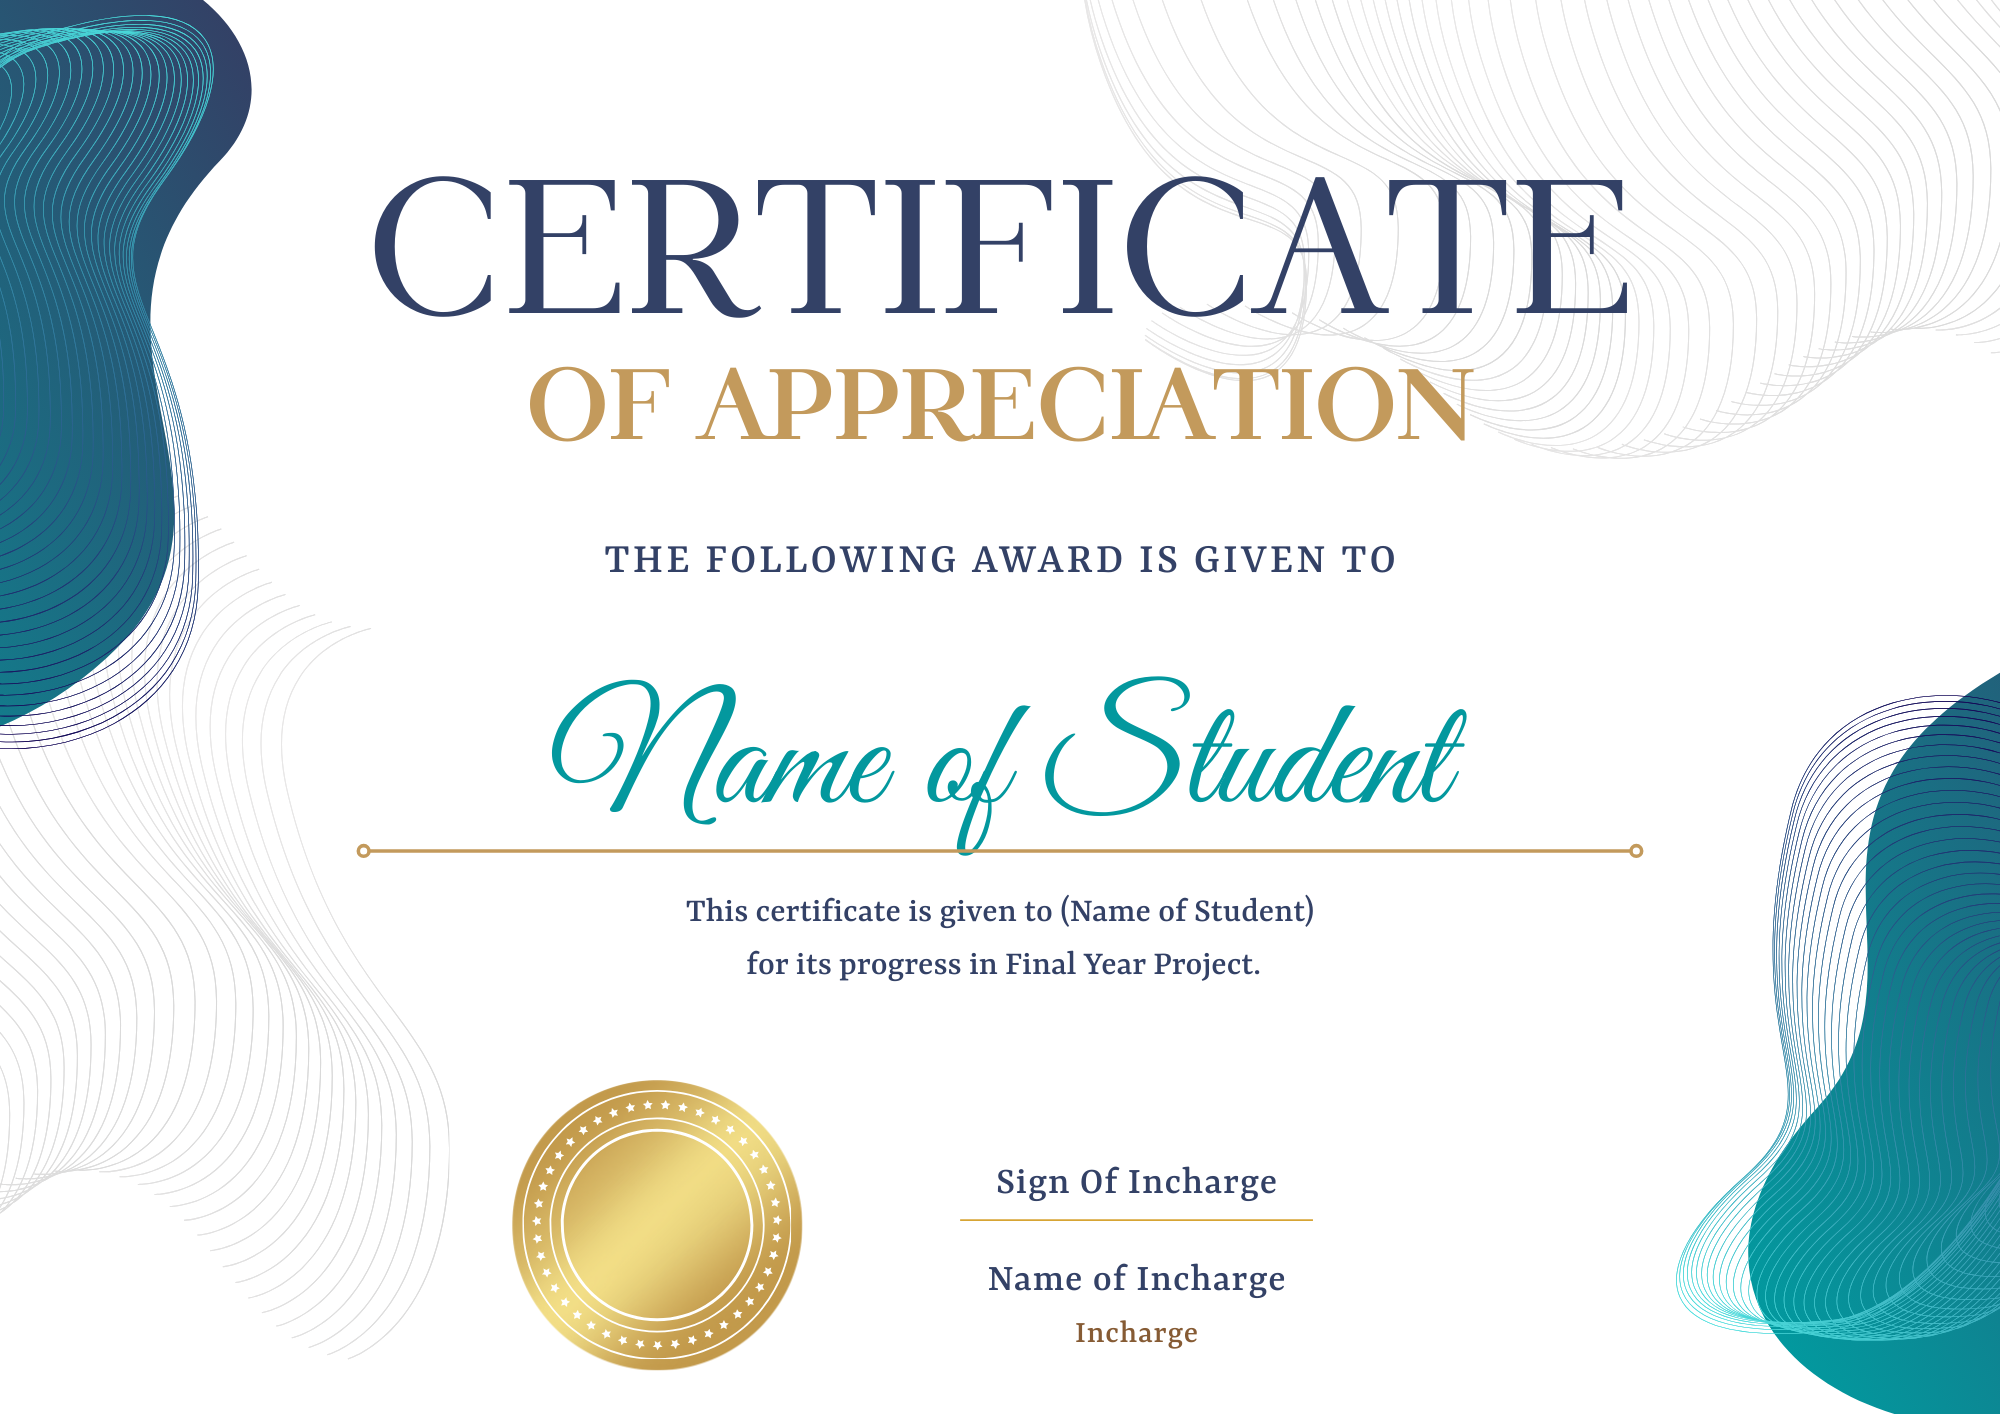 CERTIFICATE
OF APPRECIATION
THE FOLLOWING AWARD IS GIVEN TO
Name of Student
This certificate is given to (Name of Student)
for its progress in Final Year Project.
Sign Of Incharge
Name of Incharge
Incharge